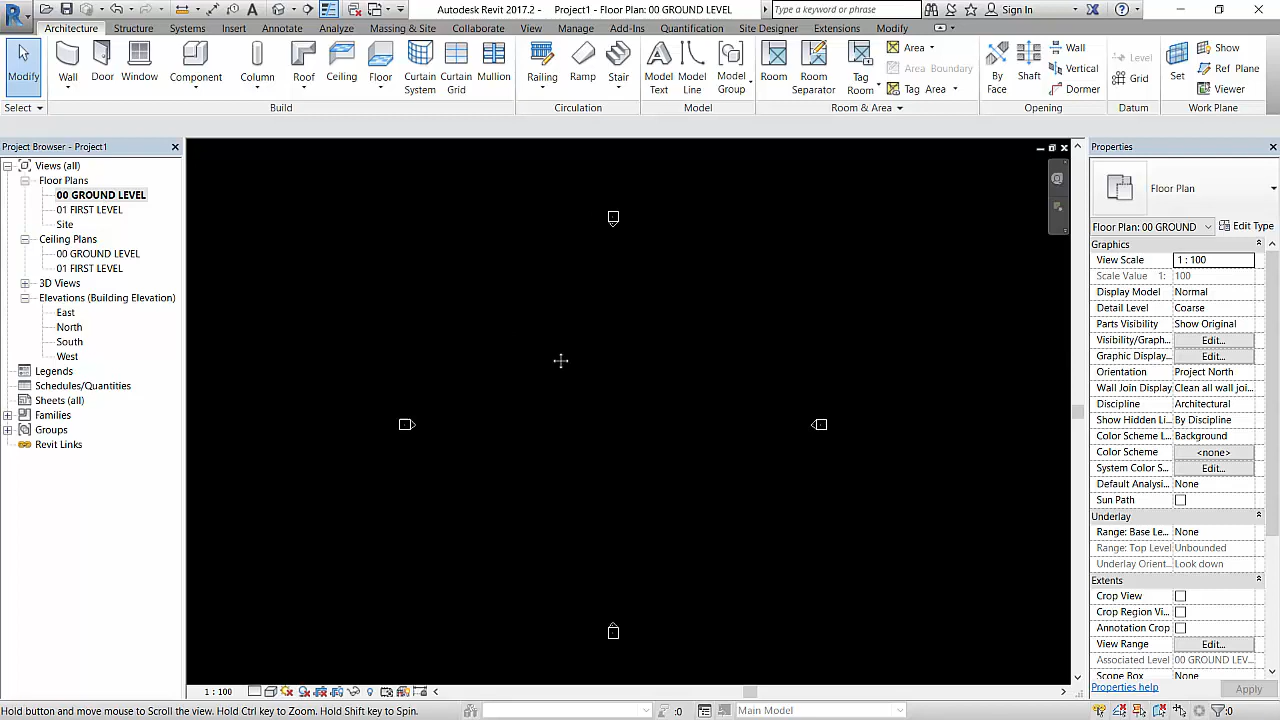 Autodesk Revit 2017.2 - Project1 - Floor Plan: 00 GROUND LEVEL
Type a keyword or phrase
Sign In
Architecture Structure Systems Insert Annotate Analyze Massing & Site Collaborate View Manage Add-Ins Quantification Site Designer Extensions Modify
Modify Wall Door Window Component Column Roof Ceiling Floor Curtain System Curtain Grid Mullion Railing Ramp Stair Model Text Model Line Model Group Room Room Separator Tag Room
Area
Area Boundary
Tag Area
By Face Shaft
Wall
Vertical
Dormer
Level
Grid
Set
Show
Ref Plane
Viewer
Select Build Circulation Model Room & Area Opening Datum Work Plane
Project Browser - Project1
Views (all)
Floor Plans
00 GROUND LEVEL
01 FIRST LEVEL
Site
Ceiling Plans
00 GROUND LEVEL
01 FIRST LEVEL
3D Views
Elevations (Building Elevation)
East
North
South
West
Legends
Schedules/Quantities
Sheets (all)
Families
Groups
Revit Links
Properties
Floor Plan
Floor Plan: 00 GROUND Edit Type
Graphics
View Scale 1 : 100
Scale Value 1: 100
Display Model Normal
Detail Level Coarse
Parts Visibility Show Original
Visibility/Graph... Edit...
Graphic Display... Edit...
Orientation Project North
Wall Join Display Clean all wall joi...
Discipline Architectural
Show Hidden Li... By Discipline
Color Scheme L... Background
Color Scheme <none>
System Color S... Edit...
Default Analysi... None
Sun Path
Underlay
Range: Base Le... None
Range: Top Level Unbounded
Underlay Orient... Look down
Extents
Crop View
Crop Region Vi...
Annotation Crop
View Range Edit...
Associated Level 00 GROUND LEV...
Scope Box None
Properties help Apply
1 : 100
Hold button and move mouse to Scroll the view. Hold Ctrl key to Zoom. Hold Shift key to Spin.
:0
Main Model
:0